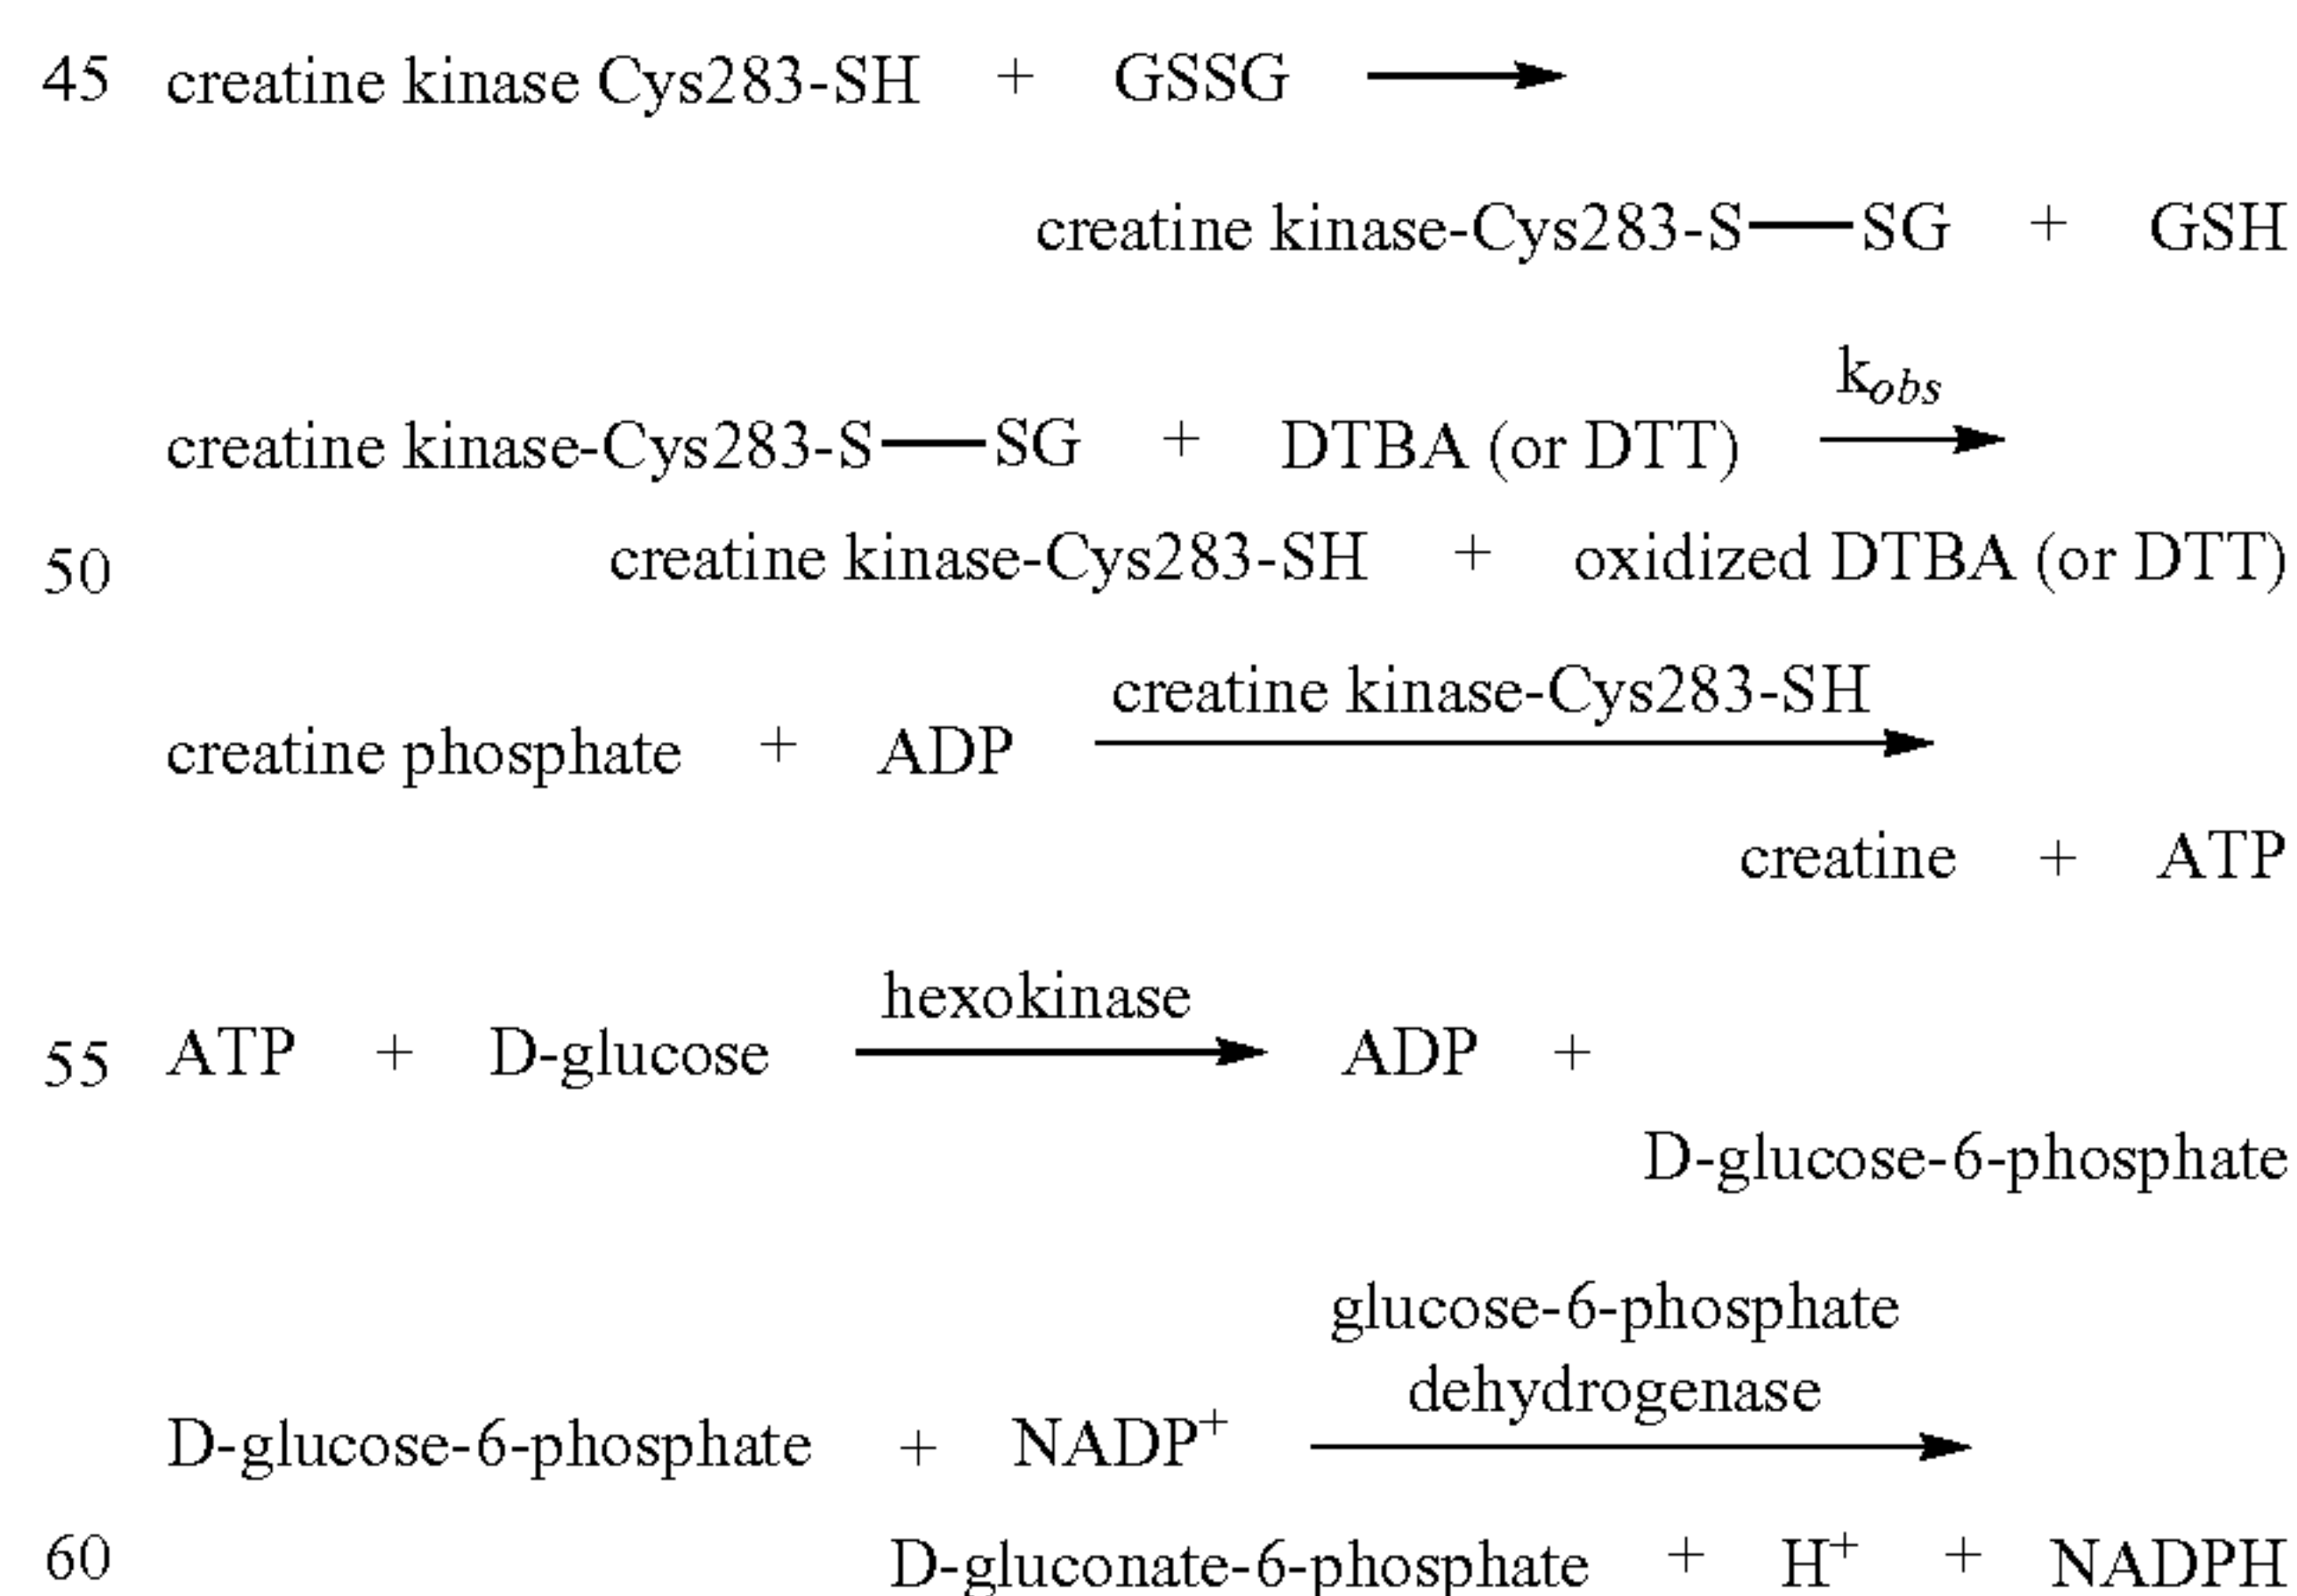 45 creatine kinase Cys283-SH + GSSG ⟶
creatine kinase-Cys283-S—SG + GSH
k_obs
creatine kinase-Cys283-S—SG + DTBA (or DTT) ⟶
50 creatine kinase-Cys283-SH + oxidized DTBA (or DTT)
creatine kinase-Cys283-SH
creatine phosphate + ADP ⟶
creatine + ATP
hexokinase
55 ATP + D-glucose ⟶ ADP +
D-glucose-6-phosphate
glucose-6-phosphate
dehydrogenase
D-glucose-6-phosphate + NADP⁺ ⟶
60 D-gluconate-6-phosphate + H⁺ + NADPH